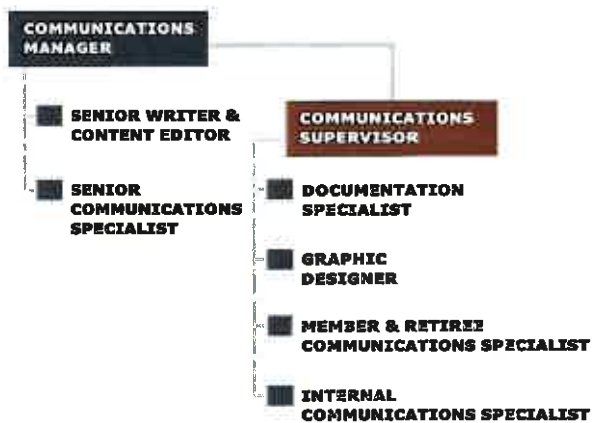 COMMUNICATIONS
MANAGER
SENIOR WRITER &
CONTENT EDITOR
SENIOR
COMMUNICATIONS
SPECIALIST
COMMUNICATIONS
SUPERVISOR
DOCUMENTATION
SPECIALIST
GRAPHIC
DESIGNER
MEMBER & RETIREE
COMMUNICATIONS SPECIALIST
INTERNAL
COMMUNICATIONS SPECIALIST